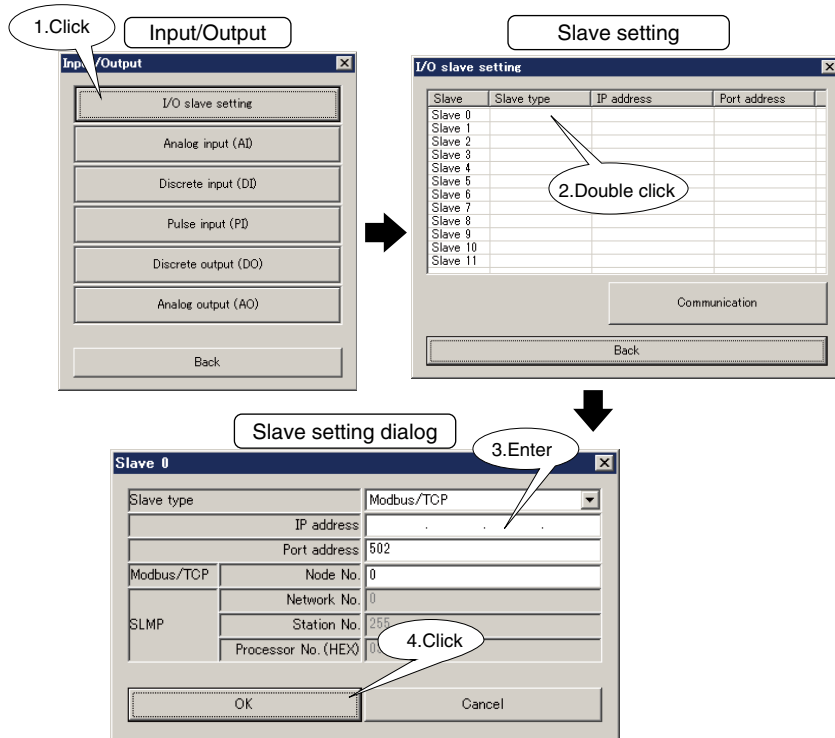 1.Click
Input/Output
Input/Output
I/O slave setting
Analog input (AI)
Discrete input (DI)
Pulse input (PI)
Discrete output (DO)
Analog output (AO)
Back
Slave setting
I/O slave setting
Slave Slave type IP address Port address
Slave 0
Slave 1
Slave 2
Slave 3
Slave 4
Slave 5
Slave 6
Slave 7
Slave 8
Slave 9
Slave 10
Slave 11
2.Double click
Communication
Back
Slave setting dialog
3.Enter
Slave 0
Slave type Modbus/TCP
IP address . . .
Port address 502
Modbus/TCP Node No. 0
SLMP
Network No. 0
Station No. 255
Processor No. (HEX)
4.Click
OK Cancel